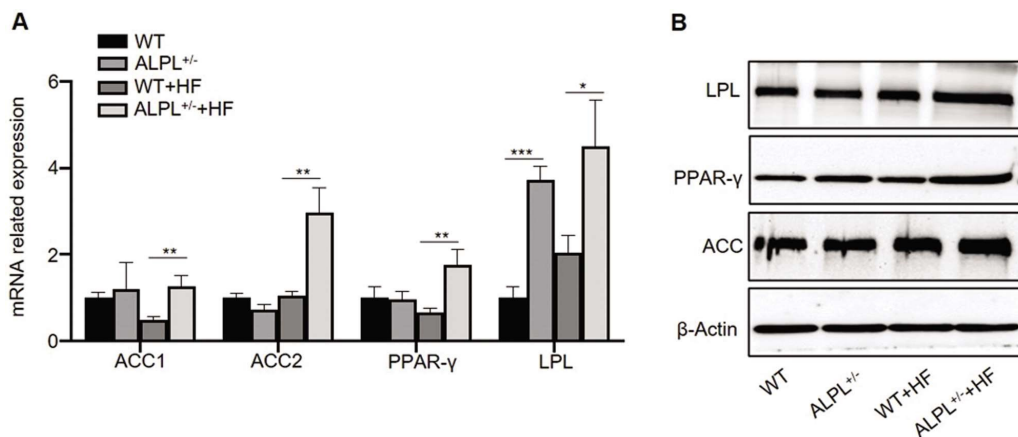 A
WT
ALPL+/-
WT+HF
ALPL+/-+HF
mRNA related expression
6
4
2
0
**
**
**
***
*
ACC1 ACC2 PPAR-γ LPL
B
LPL
PPAR-γ
ACC
β-Actin
WT ALPL+/- WT+HF ALPL+/-+HF